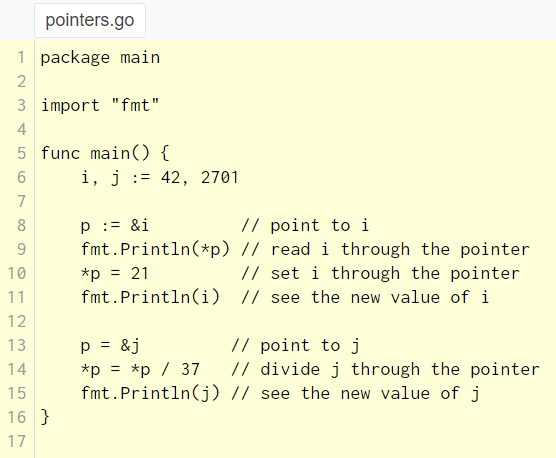 pointers.go
1 package main
2
3 import "fmt"
4
5 func main() {
6     i, j := 42, 2701
7
8     p := &i         // point to i
9     fmt.Println(*p) // read i through the pointer
10     *p = 21         // set i through the pointer
11     fmt.Println(i)  // see the new value of i
12
13     p = &j         // point to j
14     *p = *p / 37   // divide j through the pointer
15     fmt.Println(j) // see the new value of j
16 }
17